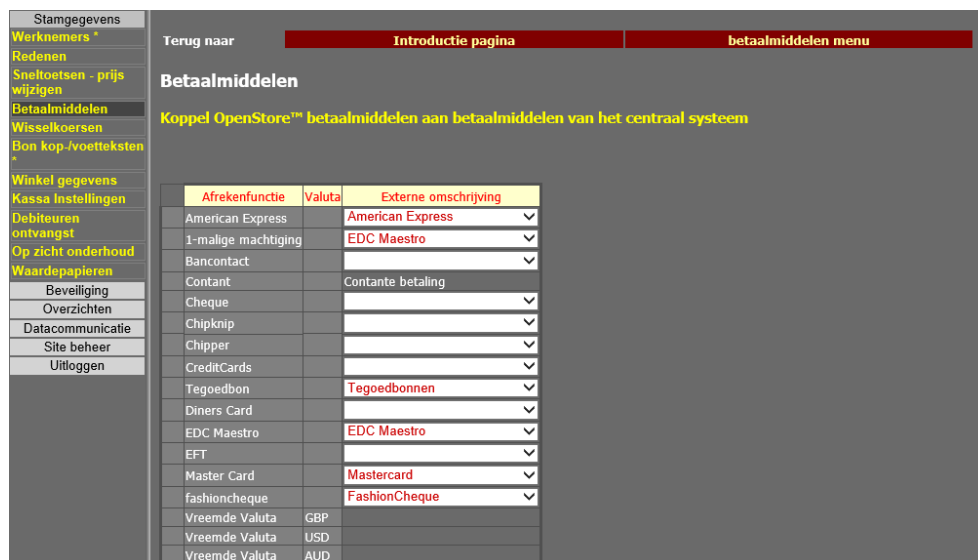 Stamgegevens
Werknemers *
Redenen
Sneltoetsen - prijs
wijzigen
Betaalmiddelen
Wisselkoersen
Bon kop-/voetteksten
*
Winkel gegevens
Kassa Instellingen
Debiteuren
ontvangst
Op zicht onderhoud
Waardepapieren
Beveiliging
Overzichten
Datacommunicatie
Site beheer
Uitloggen
Terug naar Introductie pagina betaalmiddelen menu
Betaalmiddelen
Koppel OpenStore™ betaalmiddelen aan betaalmiddelen van het centraal systeem
Afrekenfunctie Valuta Externe omschrijving
American Express American Express
1-malige machtiging EDC Maestro
Bancontact
Contant Contante betaling
Cheque
Chipknip
Chipper
CreditCards
Tegoedbon Tegoedbonnen
Diners Card
EDC Maestro EDC Maestro
EFT
Master Card Mastercard
fashioncheque FashionCheque
Vreemde Valuta GBP
Vreemde Valuta USD
Vreemde Valuta AUD